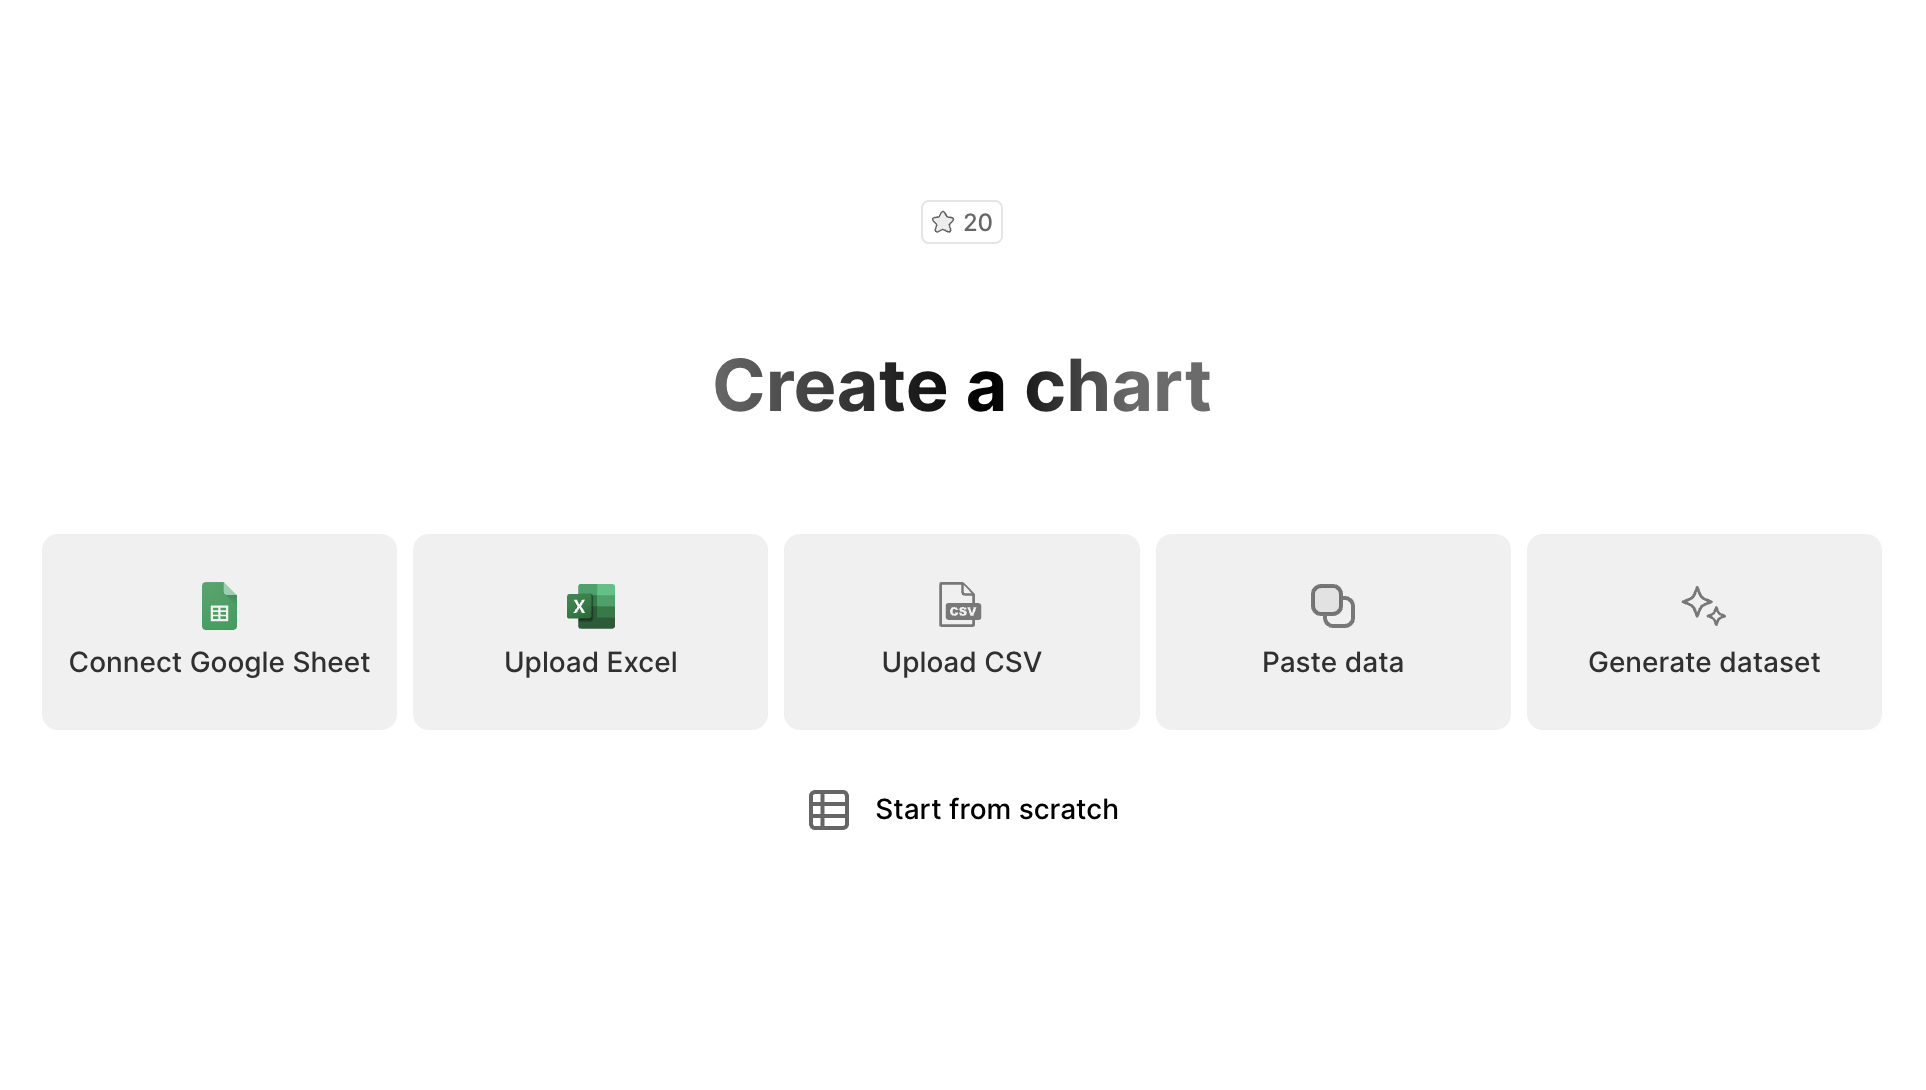 20
Create a chart
X
CSV
Connect Google Sheet
Upload Excel
Upload CSV
Paste data
Generate dataset
Start from scratch